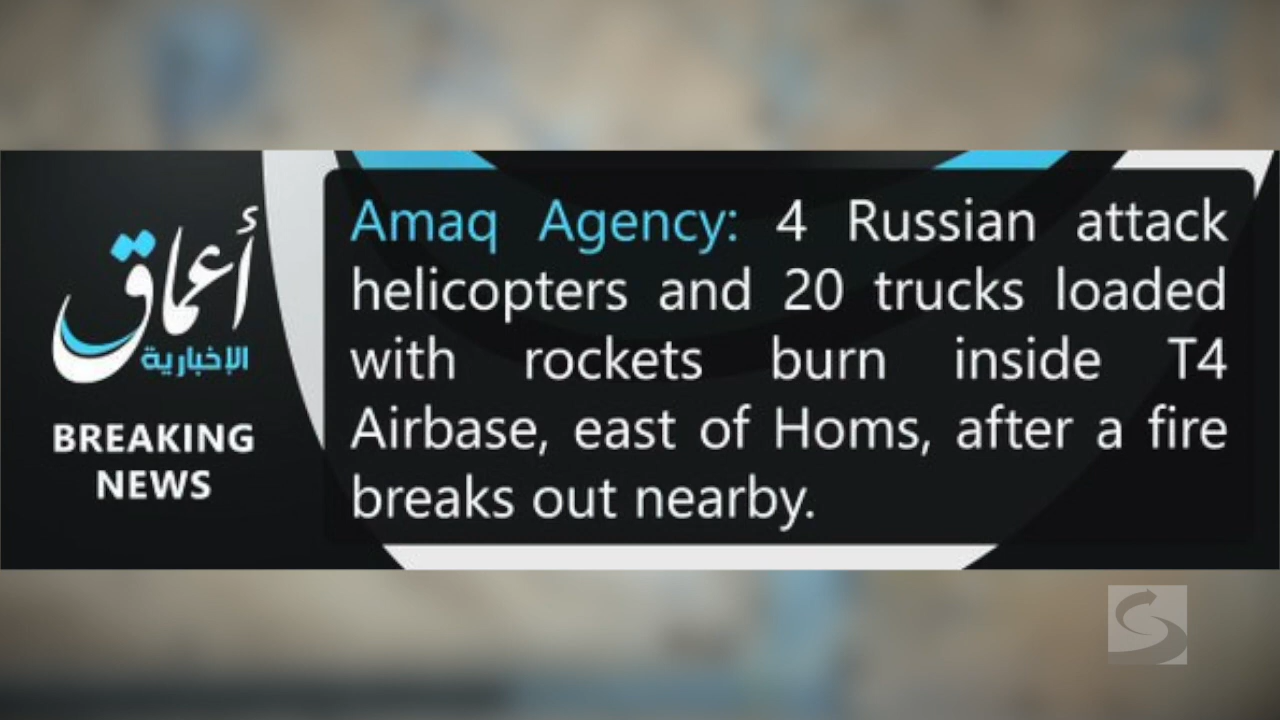 أعماق
الإخبارية
BREAKING
NEWS
Amaq Agency: 4 Russian attack
helicopters and 20 trucks loaded
with rockets burn inside T4
Airbase, east of Homs, after a fire
breaks out nearby.